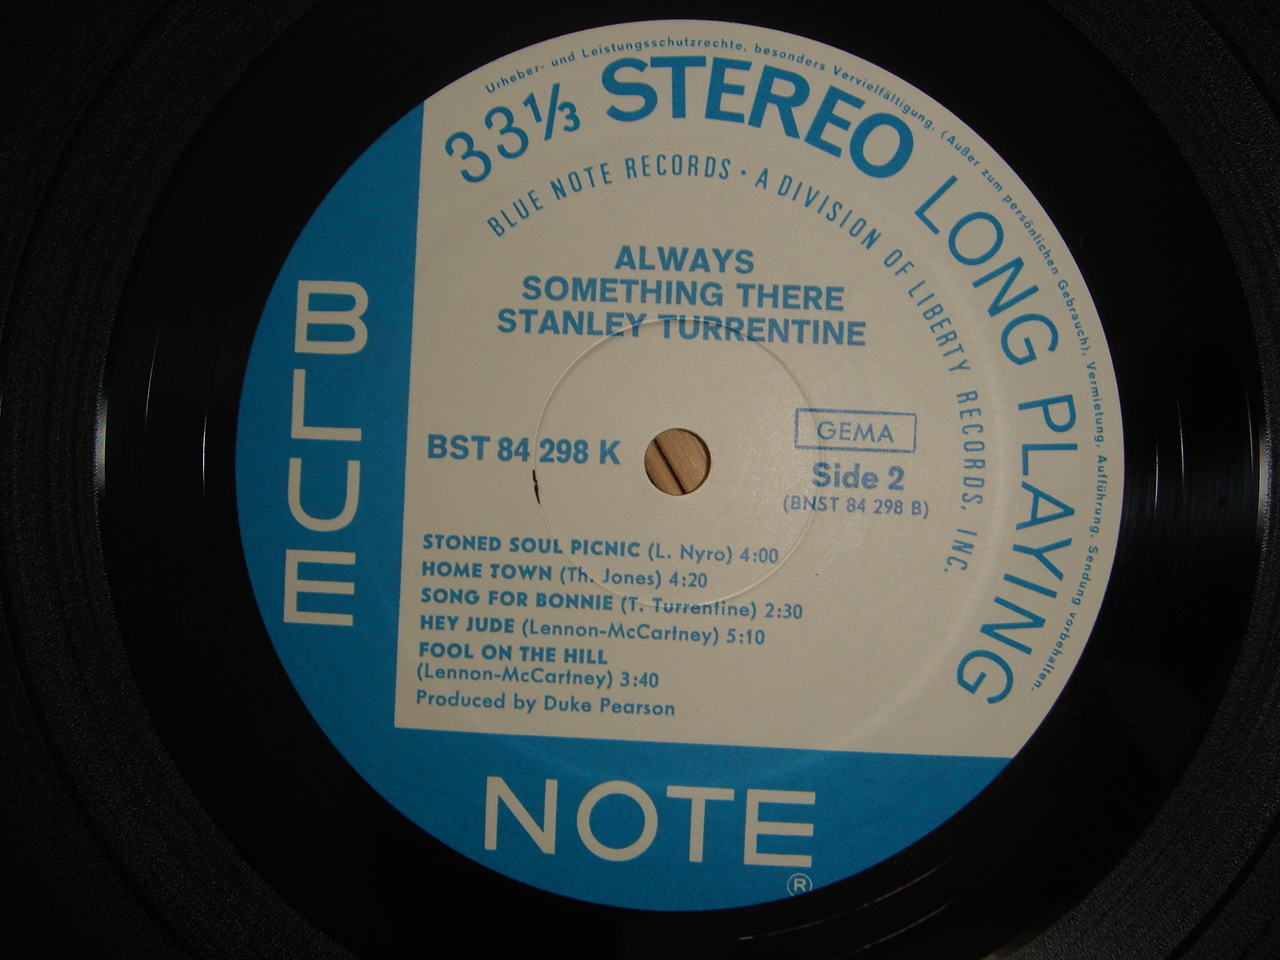 Urheber- und Leistungsschutzrechte, besonders Vervielfältigung, (Außer zum persönlichen Gebrauch), Vermietung, Aufführung, Sendung vorbehalten.
33⅓ STEREO LONG PLAYING
BLUE NOTE RECORDS • A DIVISION OF LIBERTY RECORDS, INC.
ALWAYS
SOMETHING THERE
STANLEY TURRENTINE
BLUE
BST 84 298 K
GEMA
Side 2
(BNST 84 298 B)
STONED SOUL PICNIC (L. Nyro) 4:00
HOME TOWN (Th. Jones) 4:20
SONG FOR BONNIE (T. Turrentine) 2:30
HEY JUDE (Lennon-McCartney) 5:10
FOOL ON THE HILL
(Lennon-McCartney) 3:40
Produced by Duke Pearson
NOTE
®